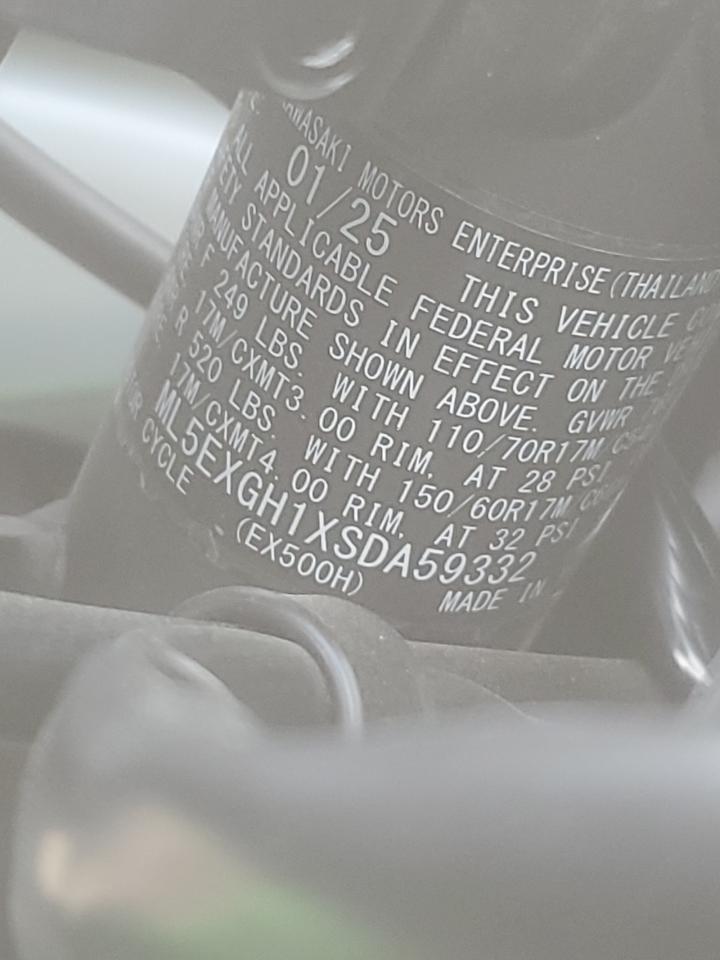 KAWASAKI MOTORS ENTERPRISE (THAILAND
01/25 THIS VEHICLE
ALL APPLICABLE FEDERAL MOTOR
STANDARDS IN EFFECT ON THE
MANUFACTURE SHOWN ABOVE. GVWR
F 249 LBS. WITH 110/70R17M
17M/CXMT3.00 RIM, AT 28 PSI
R 520 LBS. WITH 150/60R17M
17M/CXMT4.00 RIM, AT 32 PSI
ML5EXGH1XSDA59332
CYCLE (EX500H) MADE IN